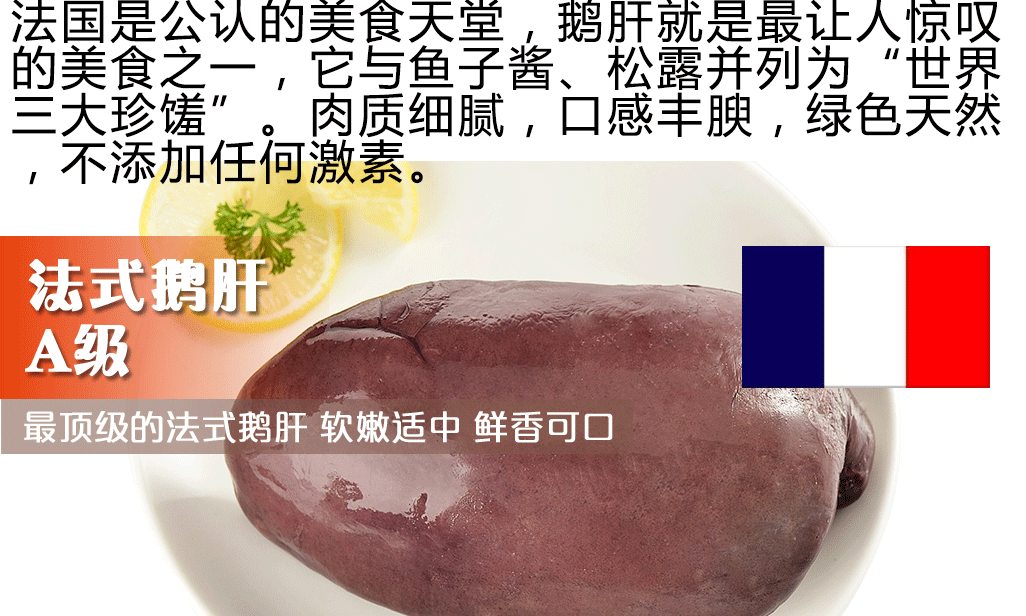 法国是公认的美食天堂，鹅肝就是最让人惊叹
的美食之一，它与鱼子酱、松露并列为“世界
三大珍馐”。肉质细腻，口感丰腴，绿色天然
，不添加任何激素。
法式鹅肝
A级
最顶级的法式鹅肝 软嫩适中 鲜香可口